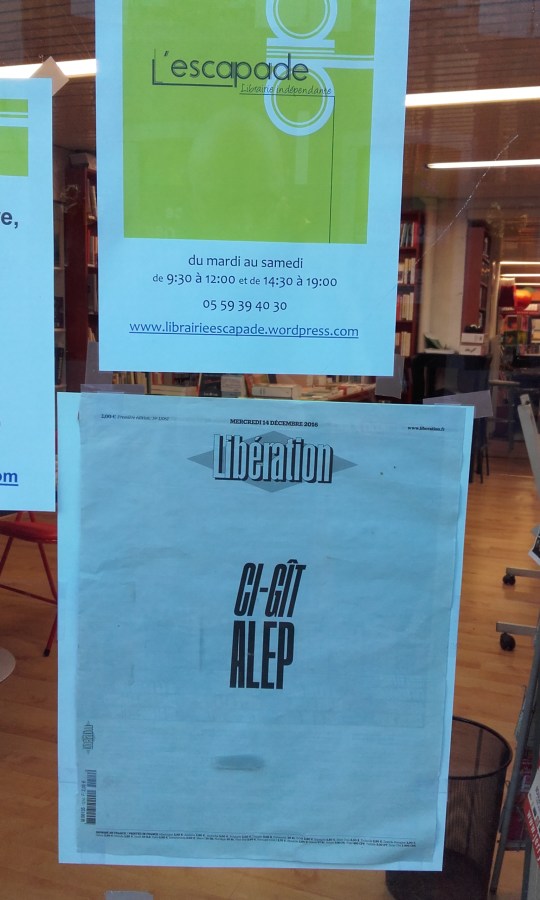 L'escapade
Librairie indépendante
du mardi au samedi
de 9:30 à 12:00 et de 14:30 à 19:00
05 59 39 40 30
www.librairieescapade.wordpress.com
e,
om
MERCREDI 14 DÉCEMBRE 2016
www.liberation.fr
Libération
CI-GÎT
ALEP